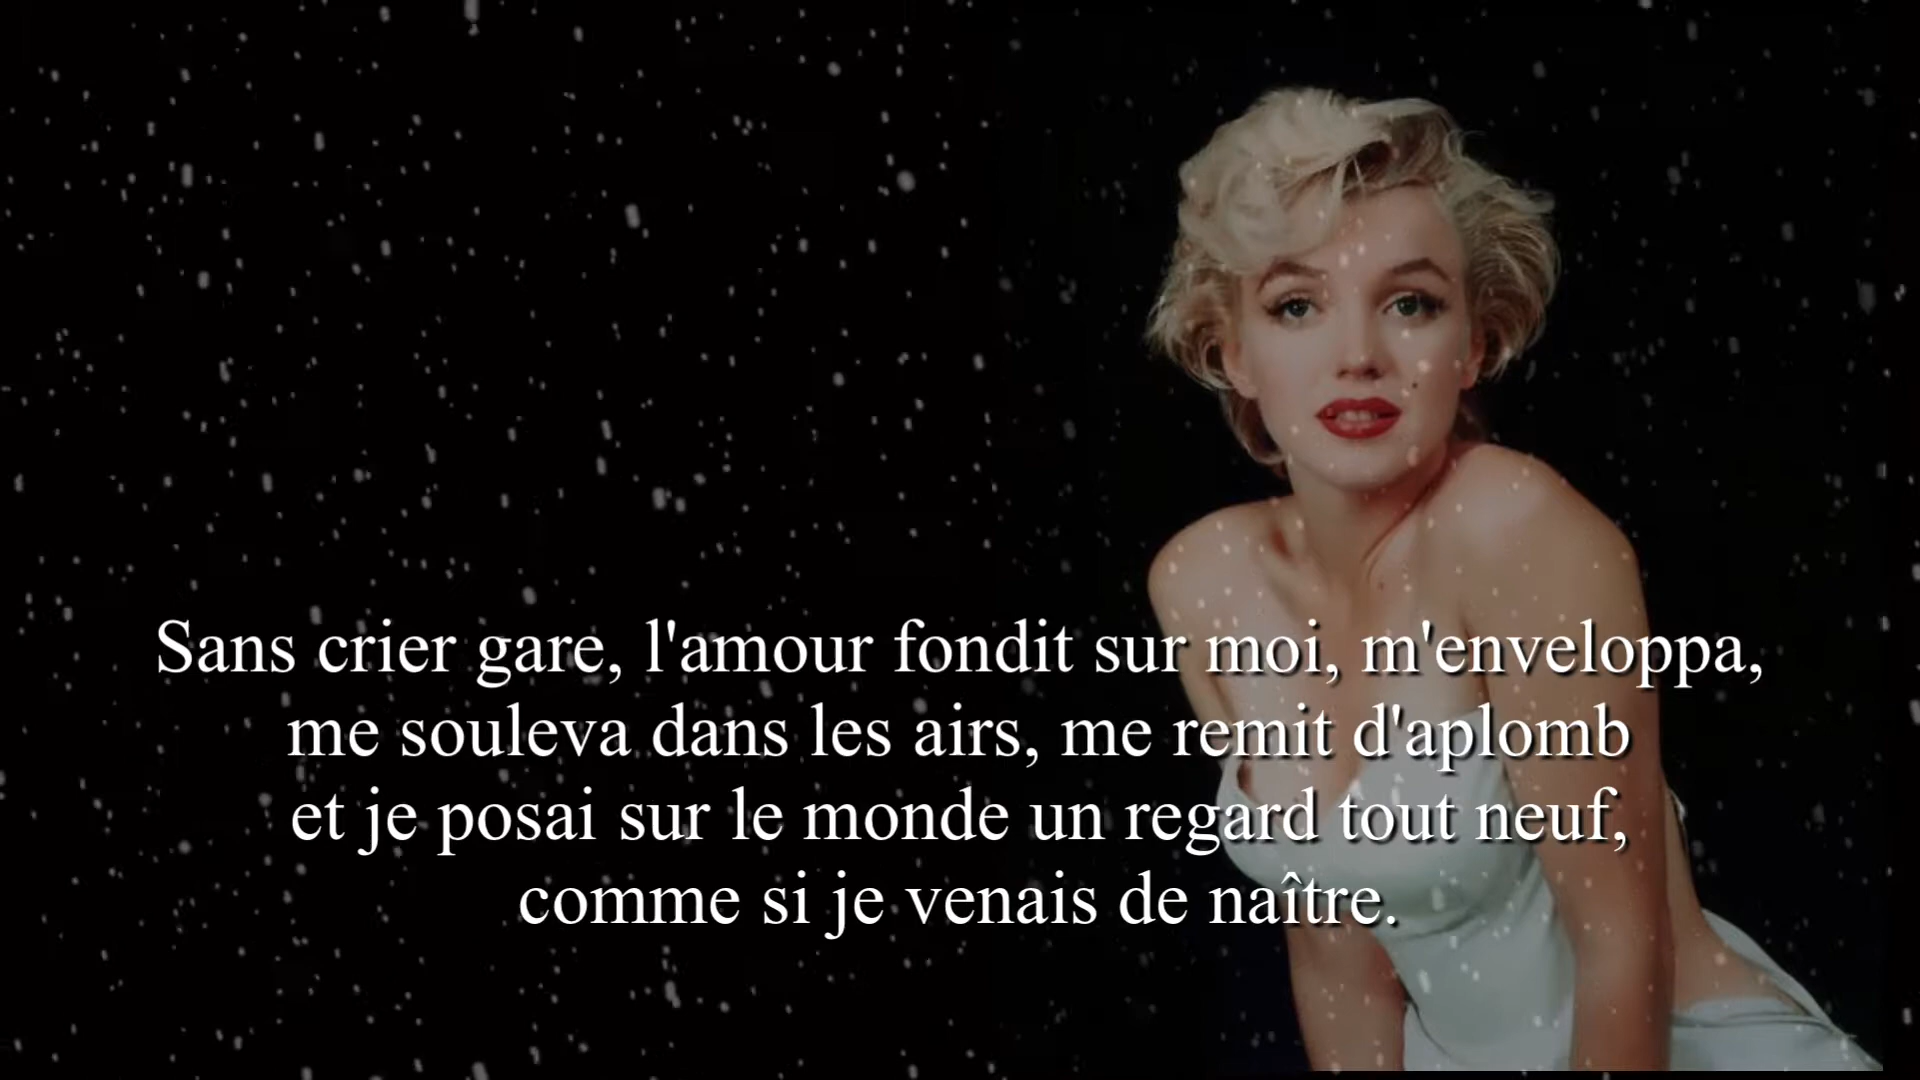 Sans crier gare, l'amour fondit sur moi, m'enveloppa,
me souleva dans les airs, me remit d'aplomb
et je posai sur le monde un regard tout neuf,
comme si je venais de naître.